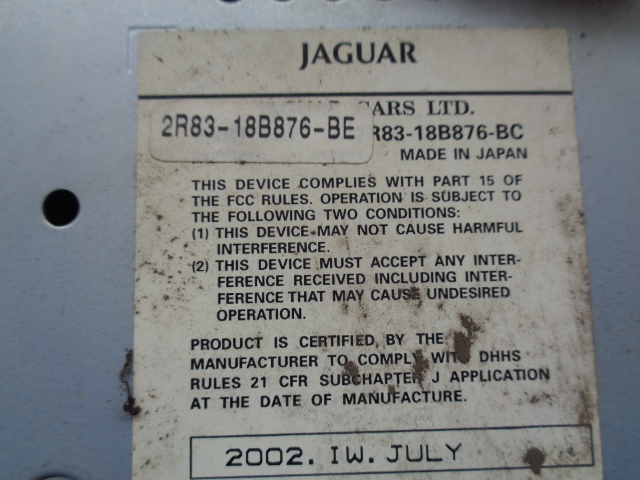 JAGUAR
CARS LTD.
2R83-18B876-BE
R83-18B876-BC
MADE IN JAPAN
THIS DEVICE COMPLIES WITH PART 15 OF
THE FCC RULES. OPERATION IS SUBJECT TO
THE FOLLOWING TWO CONDITIONS:
(1) THIS DEVICE MAY NOT CAUSE HARMFUL
INTERFERENCE.
(2) THIS DEVICE MUST ACCEPT ANY INTER-
FERENCE RECEIVED INCLUDING INTER-
FERENCE THAT MAY CAUSE UNDESIRED
OPERATION.
PRODUCT IS CERTIFIED BY THE
MANUFACTURER TO COMPLY WITH DHHS
RULES 21 CFR SUBCHAPTER J APPLICATION
AT THE DATE OF MANUFACTURE.
2002. IW. JULY